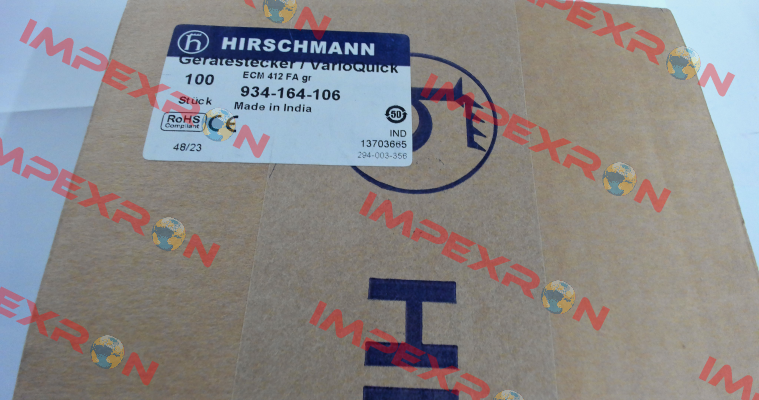 HIRSCHMANN
Gerätestecker / VarioQuick
ECM 412 FA gr
100
934-164-106
Stück
Made in India
RoHS
Compliant
CE
50
IND
13703665
48/23
294-003-356
IMPEXRON
IMPEXRON
IMPEXRON
IMPEXRON
IMPEXRON
IMPEXRON
H